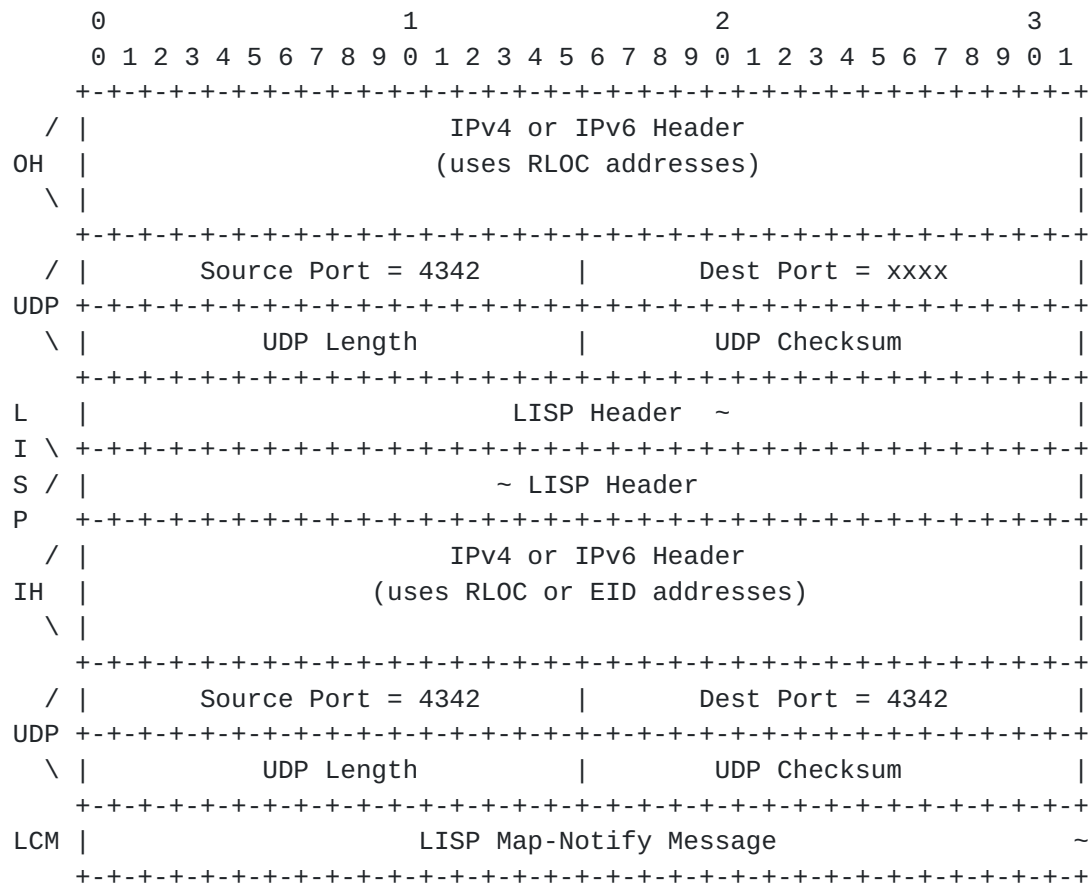 0                   1                   2                   3
      0 1 2 3 4 5 6 7 8 9 0 1 2 3 4 5 6 7 8 9 0 1 2 3 4 5 6 7 8 9 0 1
     +-+-+-+-+-+-+-+-+-+-+-+-+-+-+-+-+-+-+-+-+-+-+-+-+-+-+-+-+-+-+-+-+
   / |                       IPv4 or IPv6 Header                     |
 OH  |                      (uses RLOC addresses)                    |
   \ |                                                               |
     +-+-+-+-+-+-+-+-+-+-+-+-+-+-+-+-+-+-+-+-+-+-+-+-+-+-+-+-+-+-+-+-+
   / |       Source Port = 4342      |       Dest Port = xxxx        |
 UDP +-+-+-+-+-+-+-+-+-+-+-+-+-+-+-+-+-+-+-+-+-+-+-+-+-+-+-+-+-+-+-+-+
   \ |           UDP Length          |        UDP Checksum           |
     +-+-+-+-+-+-+-+-+-+-+-+-+-+-+-+-+-+-+-+-+-+-+-+-+-+-+-+-+-+-+-+-+
 L   |                           LISP Header  ~                      |
 I \ +-+-+-+-+-+-+-+-+-+-+-+-+-+-+-+-+-+-+-+-+-+-+-+-+-+-+-+-+-+-+-+-+
 S / |                          ~ LISP Header                        |
 P   +-+-+-+-+-+-+-+-+-+-+-+-+-+-+-+-+-+-+-+-+-+-+-+-+-+-+-+-+-+-+-+-+
   / |                       IPv4 or IPv6 Header                     |
 IH  |                  (uses RLOC or EID addresses)                 |
   \ |                                                               |
     +-+-+-+-+-+-+-+-+-+-+-+-+-+-+-+-+-+-+-+-+-+-+-+-+-+-+-+-+-+-+-+-+
   / |       Source Port = 4342      |       Dest Port = 4342        |
 UDP +-+-+-+-+-+-+-+-+-+-+-+-+-+-+-+-+-+-+-+-+-+-+-+-+-+-+-+-+-+-+-+-+
   \ |           UDP Length          |        UDP Checksum           |
     +-+-+-+-+-+-+-+-+-+-+-+-+-+-+-+-+-+-+-+-+-+-+-+-+-+-+-+-+-+-+-+-+
 LCM |                     LISP Map-Notify Message                   ~
     +-+-+-+-+-+-+-+-+-+-+-+-+-+-+-+-+-+-+-+-+-+-+-+-+-+-+-+-+-+-+-+-+